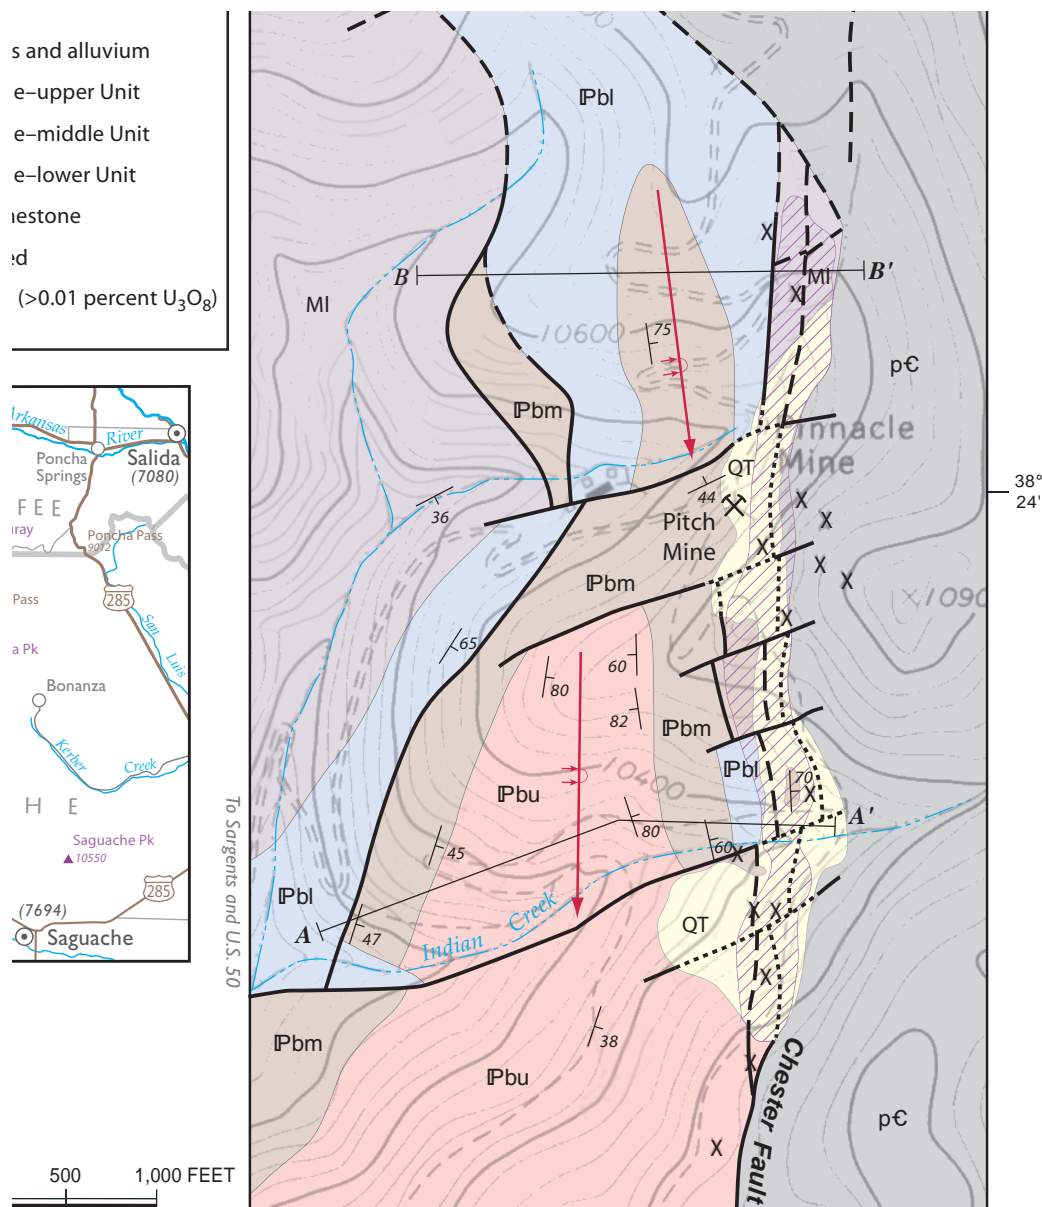 s and alluvium
e–upper Unit
e–middle Unit
e–lower Unit
nestone
ed
(>0.01 percent U3O8)
Arkansas
River
Poncha
Springs
Salida
(7080)
FEE
Poncha Pass
9012
285
Pass
San
Luis
a Pk
Bonanza
Kerber
Creek
H E
Saguache Pk
10550
285
(7694)
Saguache
500
1,000 FEET
To Sargents and U.S. 50
ℙbl
B
B'
Ml
Ml
10600
75
p-Є
ℙbm
Pinnacle
Mine
QT
44
36
Pitch
Mine
38°
24'
ℙbm
1090
65
60
80
82
ℙbm
10400
ℙbl
70
ℙbu
A'
80
60
45
ℙbl
A
47
Indian Creek
QT
ℙbm
38
ℙbu
Chester Fault
p-Є